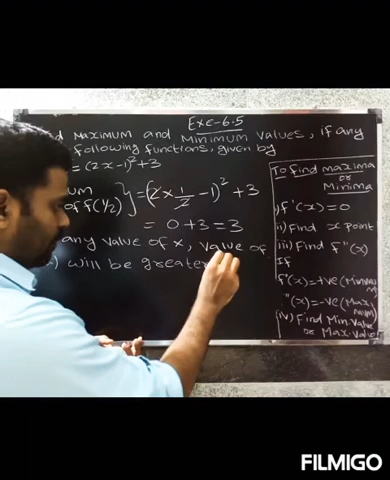 Exe-6.5
Maximum and Minimum values, if any
following functions, given by
= (2x-1)² + 3
of f(1/2) } = (2 × 1/2 - 1)² + 3
= 0 + 3 = 3
any value of x, value of
will be greater
To find maxima
or
Minima
i) f'(x) = 0
ii) Find x point
iii) Find f"(x)
If
f"(x) = +ve (Minimum)
"(x) = -ve (Maximum)
iv) Find Min.Value
or Max.Value
FILMIGO